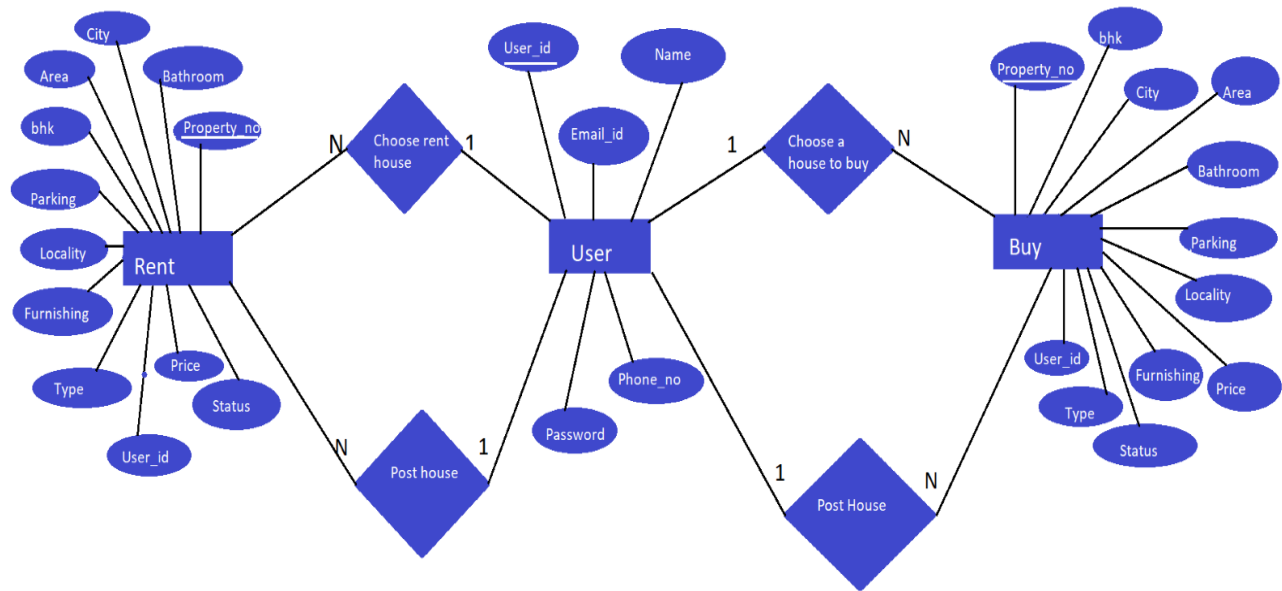 City
Area
Bathroom
bhk
Property_no
Parking
Locality
Furnishing
Type
Price
Status
User_id
Rent
N
Choose rent
house
1
N
Post house
1
User_id
Name
Email_id
User
Phone_no
Password
1
Choose a
house to buy
N
1
Post House
N
Property_no
bhk
City
Area
Bathroom
Parking
Locality
Buy
User_id
Furnishing
Price
Type
Status